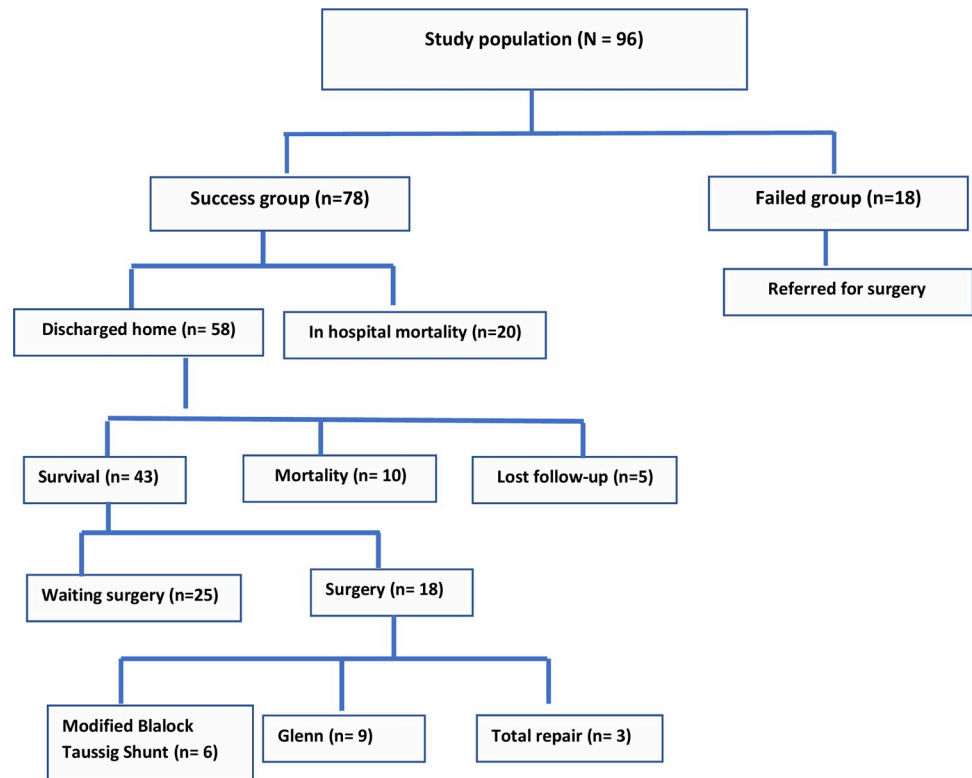 Study population (N = 96)
Success group (n=78)
Failed group (n=18)
Referred for surgery
Discharged home (n= 58)
In hospital mortality (n=20)
Survival (n= 43)
Mortality (n= 10)
Lost follow-up (n=5)
Waiting surgery (n=25)
Surgery (n= 18)
Modified Blalock
Taussig Shunt (n= 6)
Glenn (n= 9)
Total repair (n= 3)